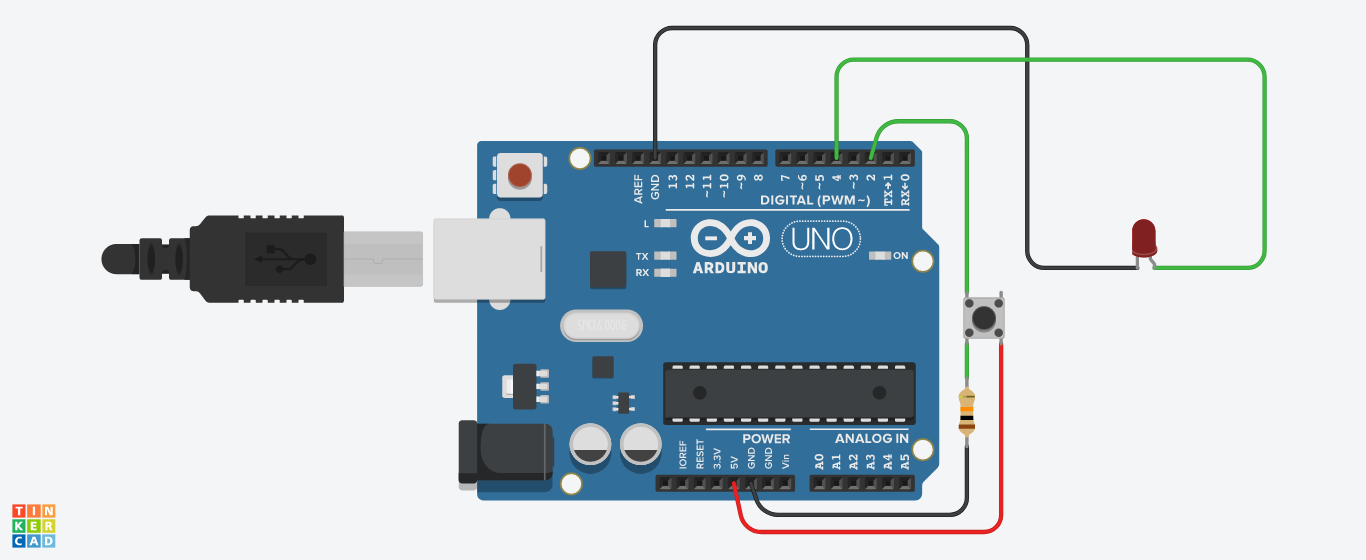 AREF
GND
13
12
~11
~10
~9
8
7
~6
~5
4
~3
2
TX→1
RX←0
DIGITAL (PWM~)
L
TX
RX
ARDUINO
UNO
ON
IOREF
RESET
3.3V
5V
GND
GND
Vin
POWER
ANALOG IN
A0
A1
A2
A3
A4
A5
TIN
KER
CAD